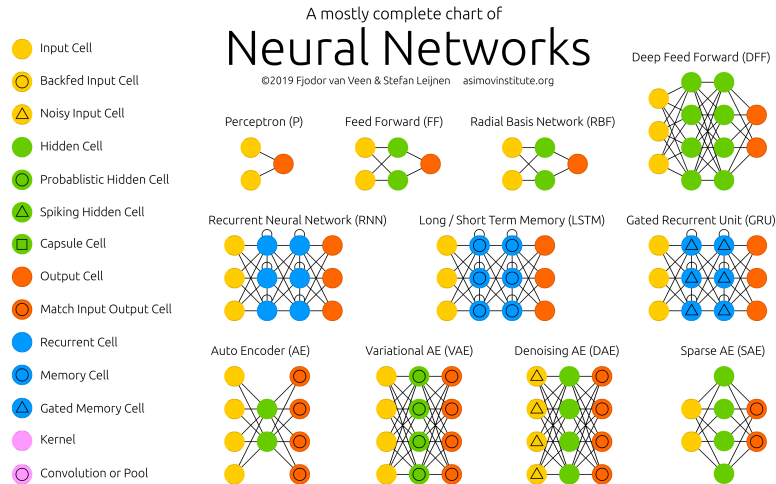 A mostly complete chart of
Neural Networks
©2019 Fjodor van Veen & Stefan Leijnen asimovinstitute.org
Input Cell
Backfed Input Cell
Noisy Input Cell
Hidden Cell
Probablistic Hidden Cell
Spiking Hidden Cell
Capsule Cell
Output Cell
Match Input Output Cell
Recurrent Cell
Memory Cell
Gated Memory Cell
Kernel
Convolution or Pool
Deep Feed Forward (DFF)
Perceptron (P)
Feed Forward (FF)
Radial Basis Network (RBF)
Recurrent Neural Network (RNN)
Long / Short Term Memory (LSTM)
Gated Recurrent Unit (GRU)
Auto Encoder (AE)
Variational AE (VAE)
Denoising AE (DAE)
Sparse AE (SAE)